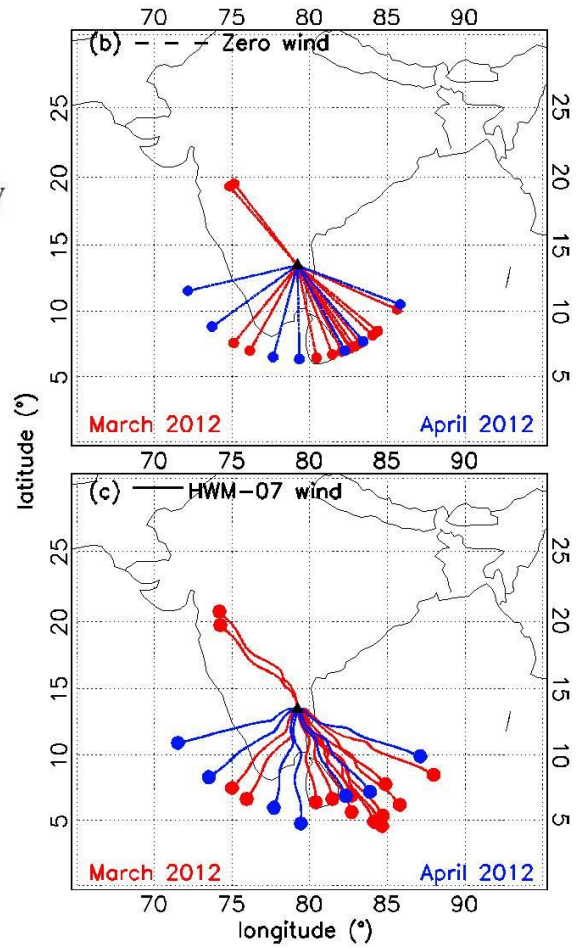 70 75 80 85 90
(b) – – – – Zero wind
25 25
20 20
15 15
10 10
5 5
March 2012 April 2012
70 75 80 85 90
latitude (°)
(c) —— HWM-07 wind
25 25
20 20
15 15
10 10
5 5
March 2012 April 2012
70 75 80 85 90
longitude (°)